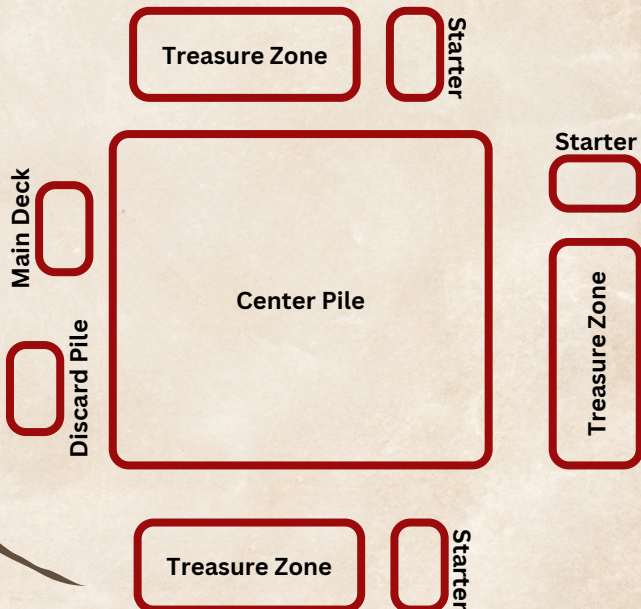 Treasure Zone
Starter
Starter
Main Deck
Center Pile
Treasure Zone
Discard Pile
Treasure Zone
Starter